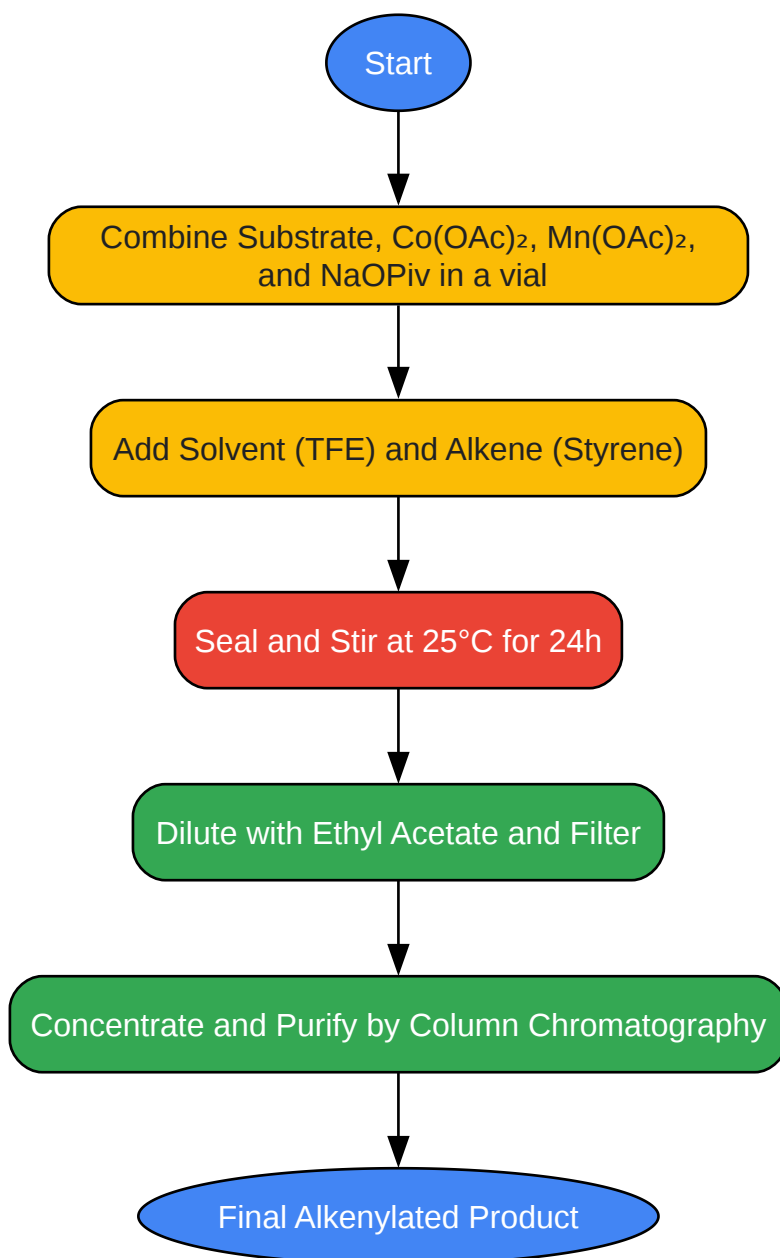 Start
Combine Substrate, Co(OAc)₂, Mn(OAc)₂,
and NaOPiv in a vial
Add Solvent (TFE) and Alkene (Styrene)
Seal and Stir at 25°C for 24h
Dilute with Ethyl Acetate and Filter
Concentrate and Purify by Column Chromatography
Final Alkenylated Product